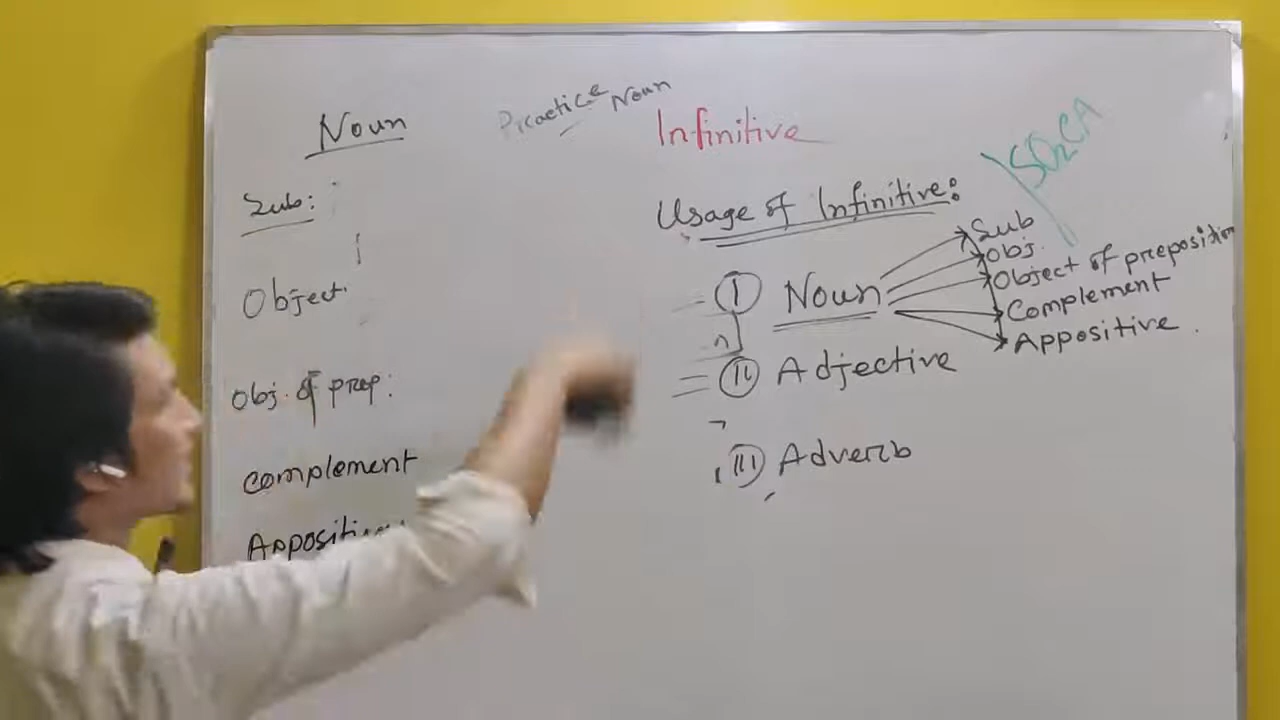 Noun
Practice Noun
Sub:
Object.
Obj. of prep:
Complement
Infinitive
SO2CA
Usage of Infinitive:
I Noun
Sub
Obj.
Object of preposition
Complement
Appositive.
II Adjective
III Adverb